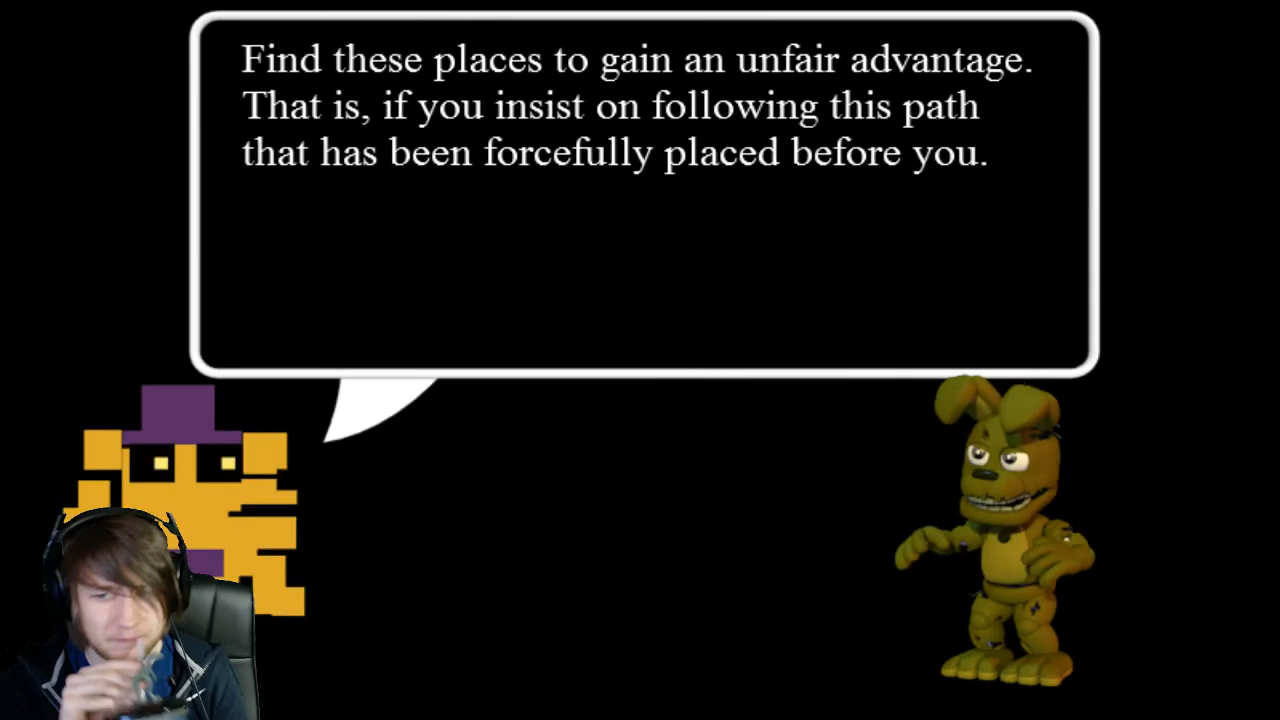 Find these places to gain an unfair advantage.
That is, if you insist on following this path
that has been forcefully placed before you.